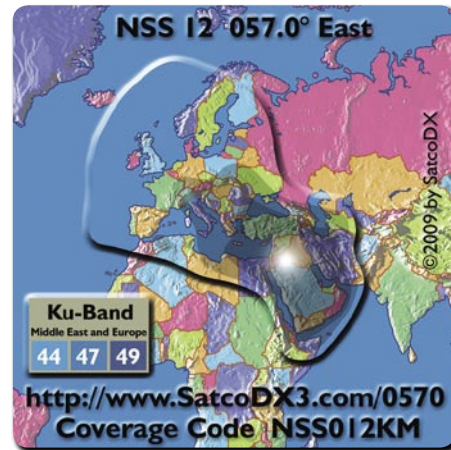 NSS 12 057.0° East
©2009 by SatcoDX
Ku-Band
Middle East and Europe
44 47 49
http://www.SatcoDX3.com/0570
Coverage Code NSS012KM